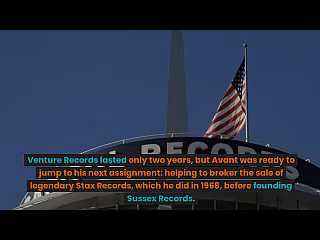 RECORDS
Venture Records lasted only two years, but Avant was ready to
jump to his next assignment: helping to broker the sale of
legendary Stax Records, which he did in 1968, before founding
Sussex Records.